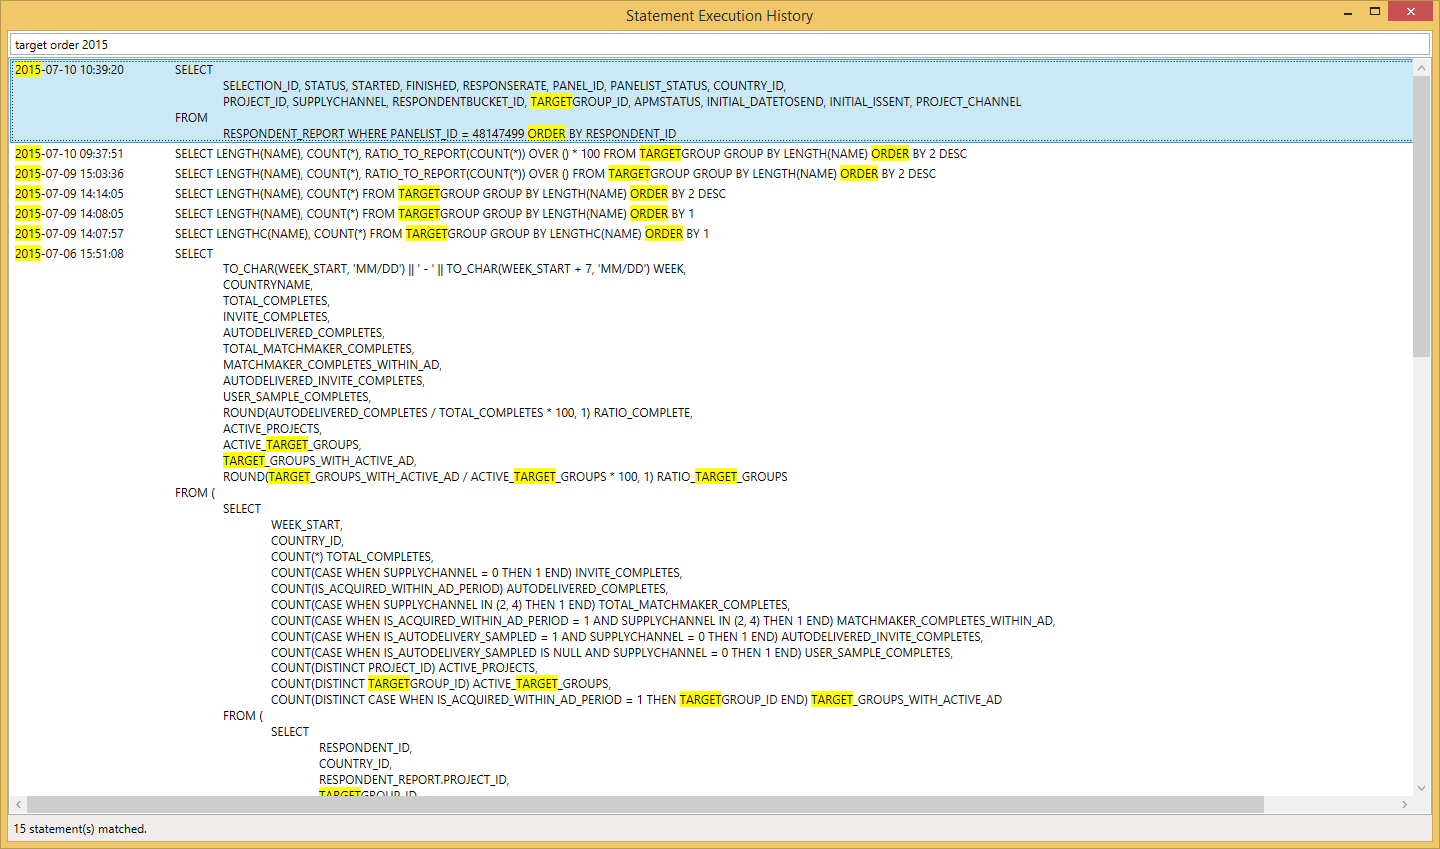 Statement Execution History
target order 2015
2015-07-10 10:39:20 SELECT
SELECTION_ID, STATUS, STARTED, FINISHED, RESPONSERATE, PANEL_ID, PANELIST_STATUS, COUNTRY_ID,
PROJECT_ID, SUPPLYCHANNEL, RESPONDENTBUCKET_ID, TARGETGROUP_ID, APMSTATUS, INITIAL_DATETOSEND, INITIAL_ISSENT, PROJECT_CHANNEL
FROM
RESPONDENT_REPORT WHERE PANELIST_ID = 48147499 ORDER BY RESPONDENT_ID
2015-07-10 09:37:51 SELECT LENGTH(NAME), COUNT(*), RATIO_TO_REPORT(COUNT(*)) OVER () * 100 FROM TARGETGROUP GROUP BY LENGTH(NAME) ORDER BY 2 DESC
2015-07-09 15:03:36 SELECT LENGTH(NAME), COUNT(*), RATIO_TO_REPORT(COUNT(*)) OVER () FROM TARGETGROUP GROUP BY LENGTH(NAME) ORDER BY 2 DESC
2015-07-09 14:14:05 SELECT LENGTH(NAME), COUNT(*) FROM TARGETGROUP GROUP BY LENGTH(NAME) ORDER BY 2 DESC
2015-07-09 14:08:05 SELECT LENGTH(NAME), COUNT(*) FROM TARGETGROUP GROUP BY LENGTH(NAME) ORDER BY 1
2015-07-09 14:07:57 SELECT LENGTHC(NAME), COUNT(*) FROM TARGETGROUP GROUP BY LENGTHC(NAME) ORDER BY 1
2015-07-06 15:51:08 SELECT
TO_CHAR(WEEK_START, 'MM/DD') || ' - ' || TO_CHAR(WEEK_START + 7, 'MM/DD') WEEK,
COUNTRYNAME,
TOTAL_COMPLETES,
INVITE_COMPLETES,
AUTODELIVERED_COMPLETES,
TOTAL_MATCHMAKER_COMPLETES,
MATCHMAKER_COMPLETES_WITHIN_AD,
AUTODELIVERED_INVITE_COMPLETES,
USER_SAMPLE_COMPLETES,
ROUND(AUTODELIVERED_COMPLETES / TOTAL_COMPLETES * 100, 1) RATIO_COMPLETE,
ACTIVE_PROJECTS,
ACTIVE_TARGET_GROUPS,
TARGET_GROUPS_WITH_ACTIVE_AD,
ROUND(TARGET_GROUPS_WITH_ACTIVE_AD / ACTIVE_TARGET_GROUPS * 100, 1) RATIO_TARGET_GROUPS
FROM (
SELECT
WEEK_START,
COUNTRY_ID,
COUNT(*) TOTAL_COMPLETES,
COUNT(CASE WHEN SUPPLYCHANNEL = 0 THEN 1 END) INVITE_COMPLETES,
COUNT(IS_ACQUIRED_WITHIN_AD_PERIOD) AUTODELIVERED_COMPLETES,
COUNT(CASE WHEN SUPPLYCHANNEL IN (2, 4) THEN 1 END) TOTAL_MATCHMAKER_COMPLETES,
COUNT(CASE WHEN IS_ACQUIRED_WITHIN_AD_PERIOD = 1 AND SUPPLYCHANNEL IN (2, 4) THEN 1 END) MATCHMAKER_COMPLETES_WITHIN_AD,
COUNT(CASE WHEN IS_AUTODELIVERY_SAMPLED = 1 AND SUPPLYCHANNEL = 0 THEN 1 END) AUTODELIVERED_INVITE_COMPLETES,
COUNT(CASE WHEN IS_AUTODELIVERY_SAMPLED IS NULL AND SUPPLYCHANNEL = 0 THEN 1 END) USER_SAMPLE_COMPLETES,
COUNT(DISTINCT PROJECT_ID) ACTIVE_PROJECTS,
COUNT(DISTINCT TARGETGROUP_ID) ACTIVE_TARGET_GROUPS,
COUNT(DISTINCT CASE WHEN IS_ACQUIRED_WITHIN_AD_PERIOD = 1 THEN TARGETGROUP_ID END) TARGET_GROUPS_WITH_ACTIVE_AD
FROM (
SELECT
RESPONDENT_ID,
COUNTRY_ID,
RESPONDENT_REPORT.PROJECT_ID,
TARGETGROUP_ID
15 statement(s) matched.